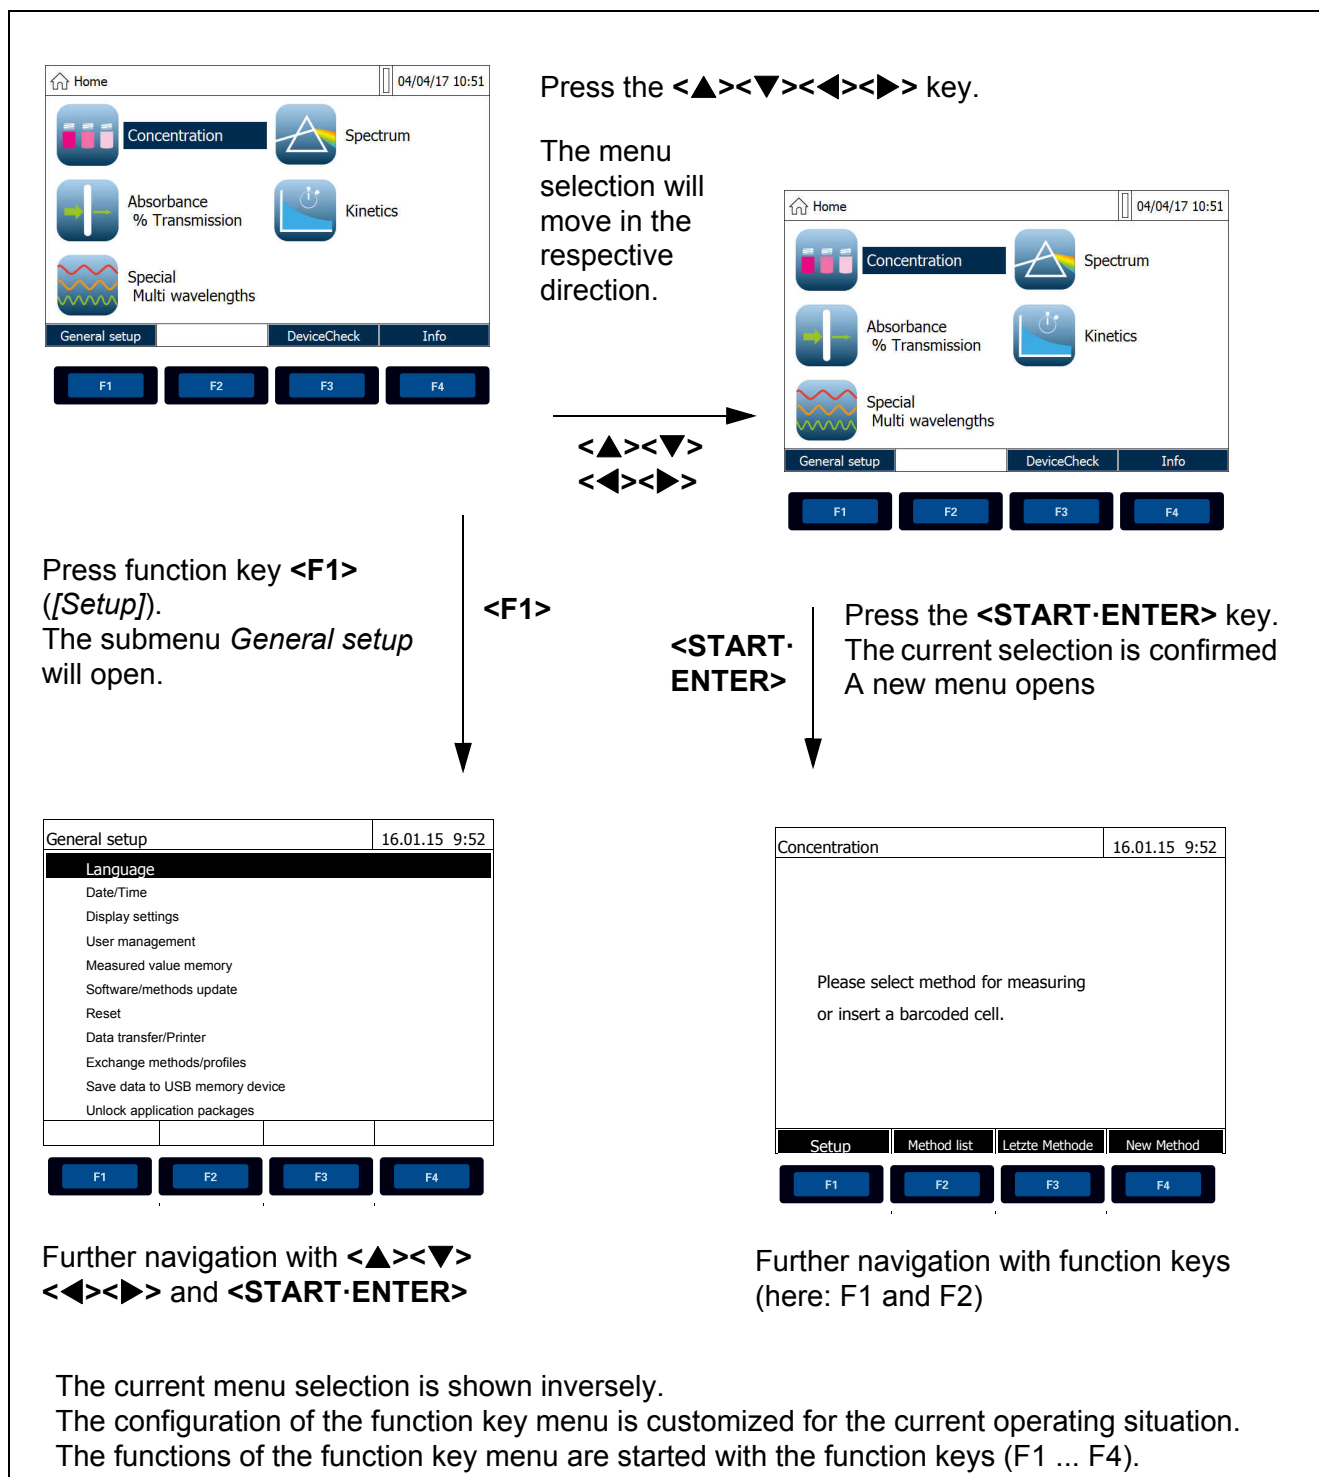 Home
04/04/17 10:51
Concentration
Spectrum
Absorbance
% Transmission
Kinetics
Special
Multi wavelengths
General setup
DeviceCheck
Info
F1
F2
F3
F4
Press the <▲><▼><◀><▶> key.
The menu
selection will
move in the
respective
direction.
<▲><▼>
<◀><▶>
Home
04/04/17 10:51
Concentration
Spectrum
Absorbance
% Transmission
Kinetics
Special
Multi wavelengths
General setup
DeviceCheck
Info
F1
F2
F3
F4
Press function key <F1>
([Setup]).
The submenu General setup
will open.
<F1>
<START·
ENTER>
Press the <START·ENTER> key.
The current selection is confirmed
A new menu opens
General setup
16.01.15 9:52
Language
Date/Time
Display settings
User management
Measured value memory
Software/methods update
Reset
Data transfer/Printer
Exchange methods/profiles
Save data to USB memory device
Unlock application packages
F1
F2
F3
F4
Further navigation with <▲><▼>
<◀><▶> and <START·ENTER>
Concentration
16.01.15 9:52
Please select method for measuring
or insert a barcoded cell.
Setup
Method list
Letzte Methode
New Method
F1
F2
F3
F4
Further navigation with function keys
(here: F1 and F2)
The current menu selection is shown inversely.
The configuration of the function key menu is customized for the current operating situation.
The functions of the function key menu are started with the function keys (F1 ... F4).